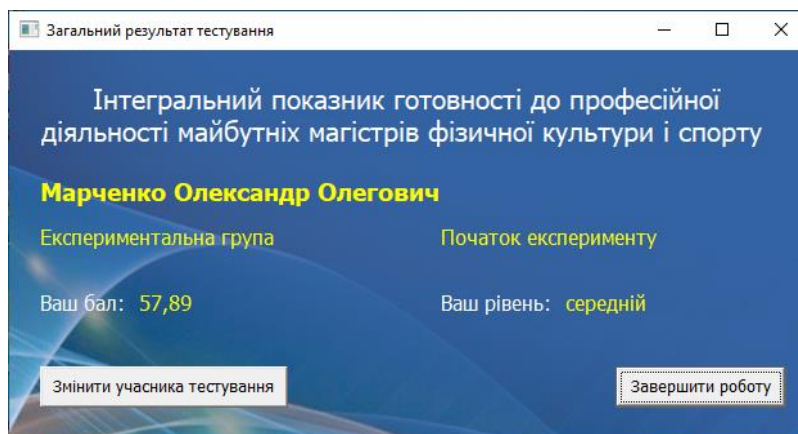 Загальний результат тестування
Інтегральний показник готовності до професійної
діяльності майбутніх магістрів фізичної культури і спорту
Марченко Олександр Олегович
Експериментальна група Початок експерименту
Ваш бал: 57,89 Ваш рівень: середній
Змінити учасника тестування Завершити роботу